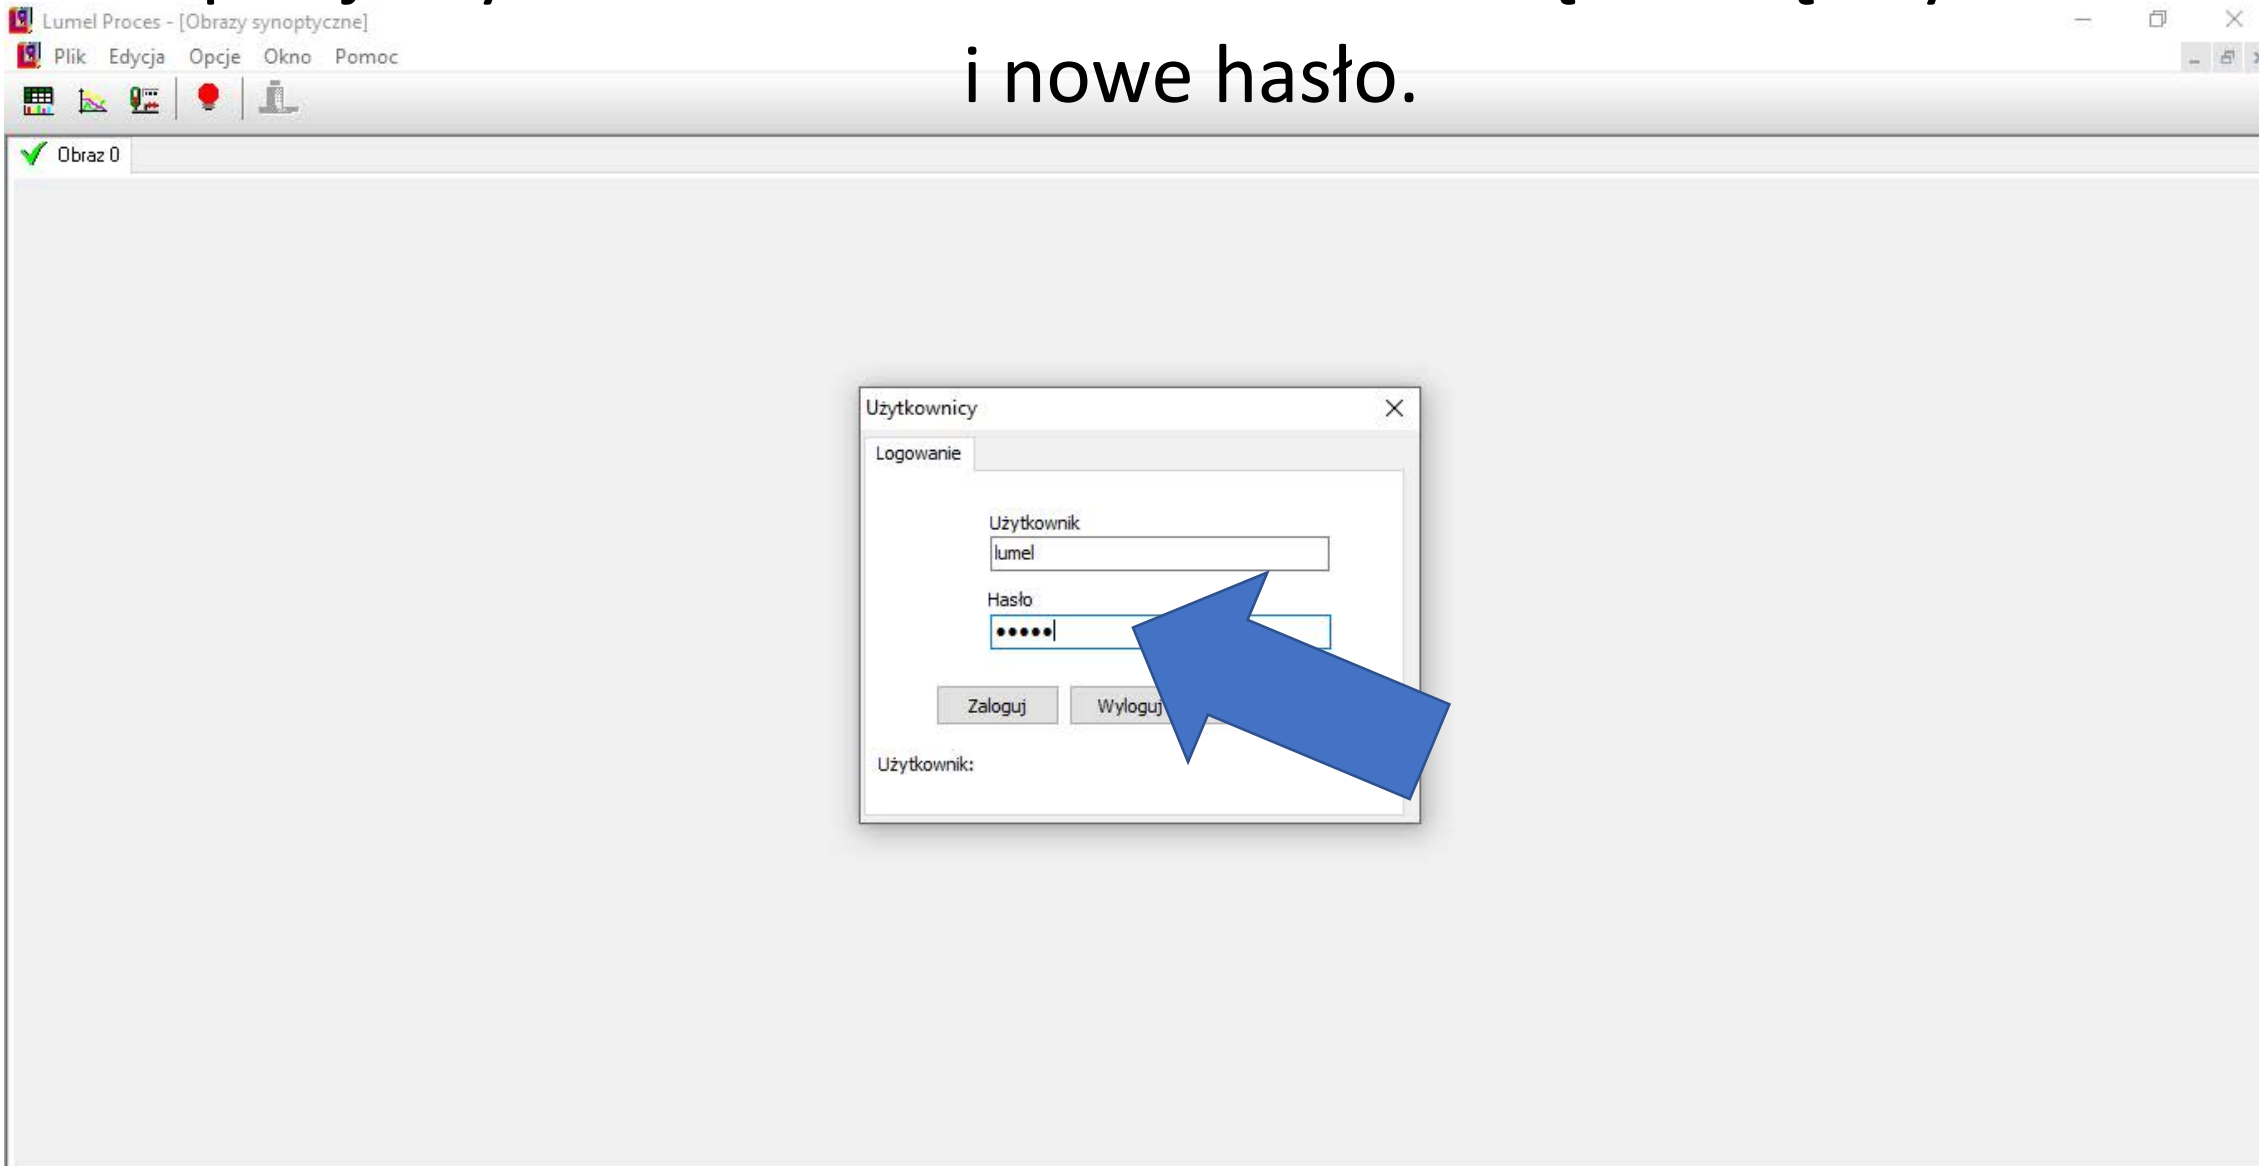 Lumel Proces - [Obrazy synoptyczne]
Plik Edycja Opcje Okno Pomoc
i nowe hasło.
Obraz 0
Użytkownicy
Logowanie
Użytkownik
lumel
Hasło
•••••
Zaloguj Wyloguj
Użytkownik: